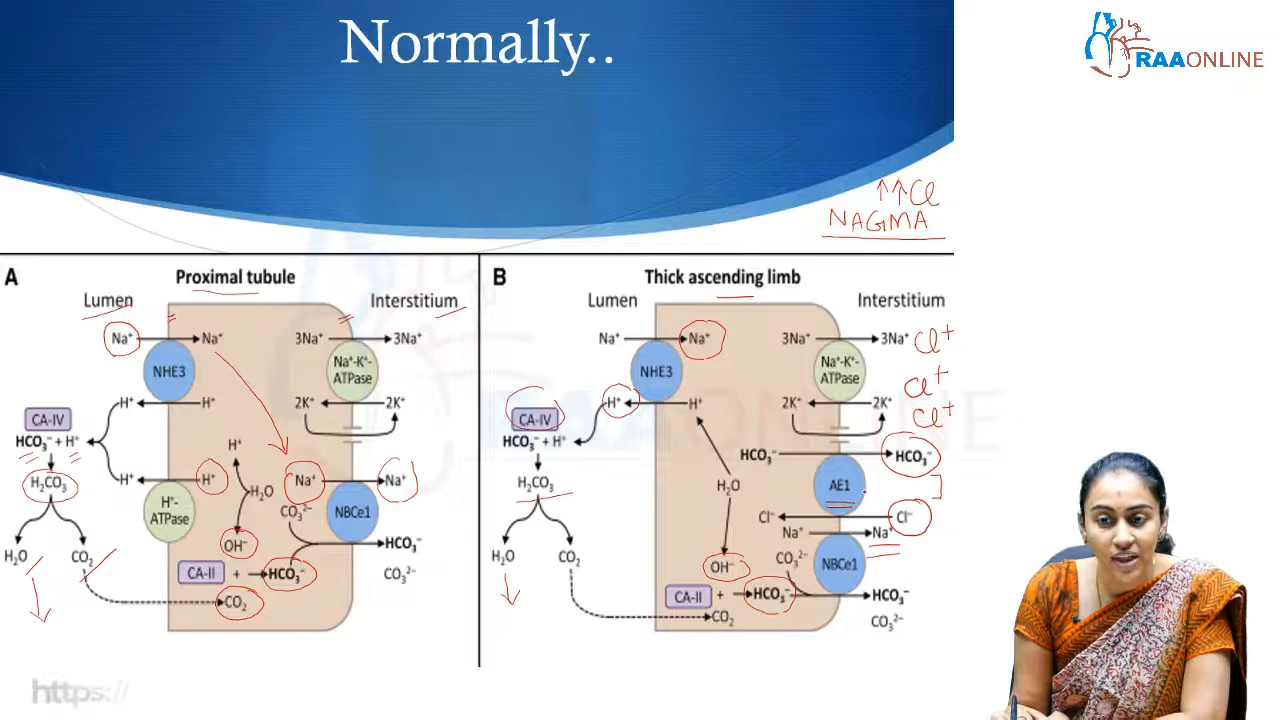 Normally..
RAAONLINE
↑↑Cl
NAGMA
A
Proximal tubule
Lumen
Interstitium
Na⁺
Na⁺
3Na⁺
3Na⁺
NHE3
Na⁺-K⁺-
ATPase
H⁺
H⁺
2K⁺
2K⁺
CA-IV
HCO₃⁻ + H⁺
H⁺
H₂CO₃
H⁺
H⁺
Na⁺
Na⁺
H₂O
CO₃²⁻
H⁺-
ATPase
NBCe1
OH⁻
HCO₃⁻
H₂O
CO₂
CA-II
+
HCO₃⁻
CO₃²⁻
CO₂
B
Thick ascending limb
Lumen
Interstitium
Na⁺
Na⁺
3Na⁺
3Na⁺
Cl⁺
NHE3
Na⁺-K⁺-
ATPase
Cl⁺
H⁺
H⁺
2K⁺
2K⁺
Cl⁺
CA-IV
HCO₃⁻ + H⁺
HCO₃⁻
HCO₃⁻
H₂CO₃
H₂O
AE1
Cl⁻
Cl⁻
Na⁺
Na⁺
H₂O
CO₂
CO₃²⁻
NBCe1
OH⁻
CA-II
+
HCO₃⁻
HCO₃⁻
CO₂
CO₃²⁻
https://